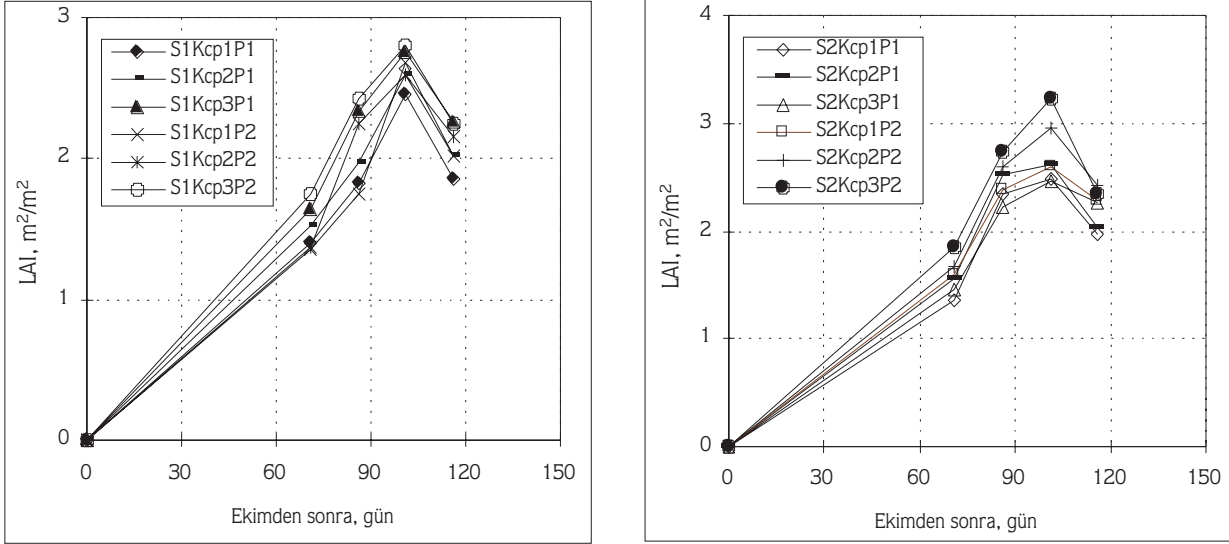 3
2
1
0
LAI, m²/m²
S1Kcp1P1
S1Kcp2P1
S1Kcp3P1
S1Kcp1P2
S1Kcp2P2
S1Kcp3P2
0 30 60 90 120 150
Ekimden sonra, gün
4
3
2
1
0
LAI, m²/m²
S2Kcp1P1
S2Kcp2P1
S2Kcp3P1
S2Kcp1P2
S2Kcp2P2
S2Kcp3P2
0 30 60 90 120 150
Ekimden sonra, gün